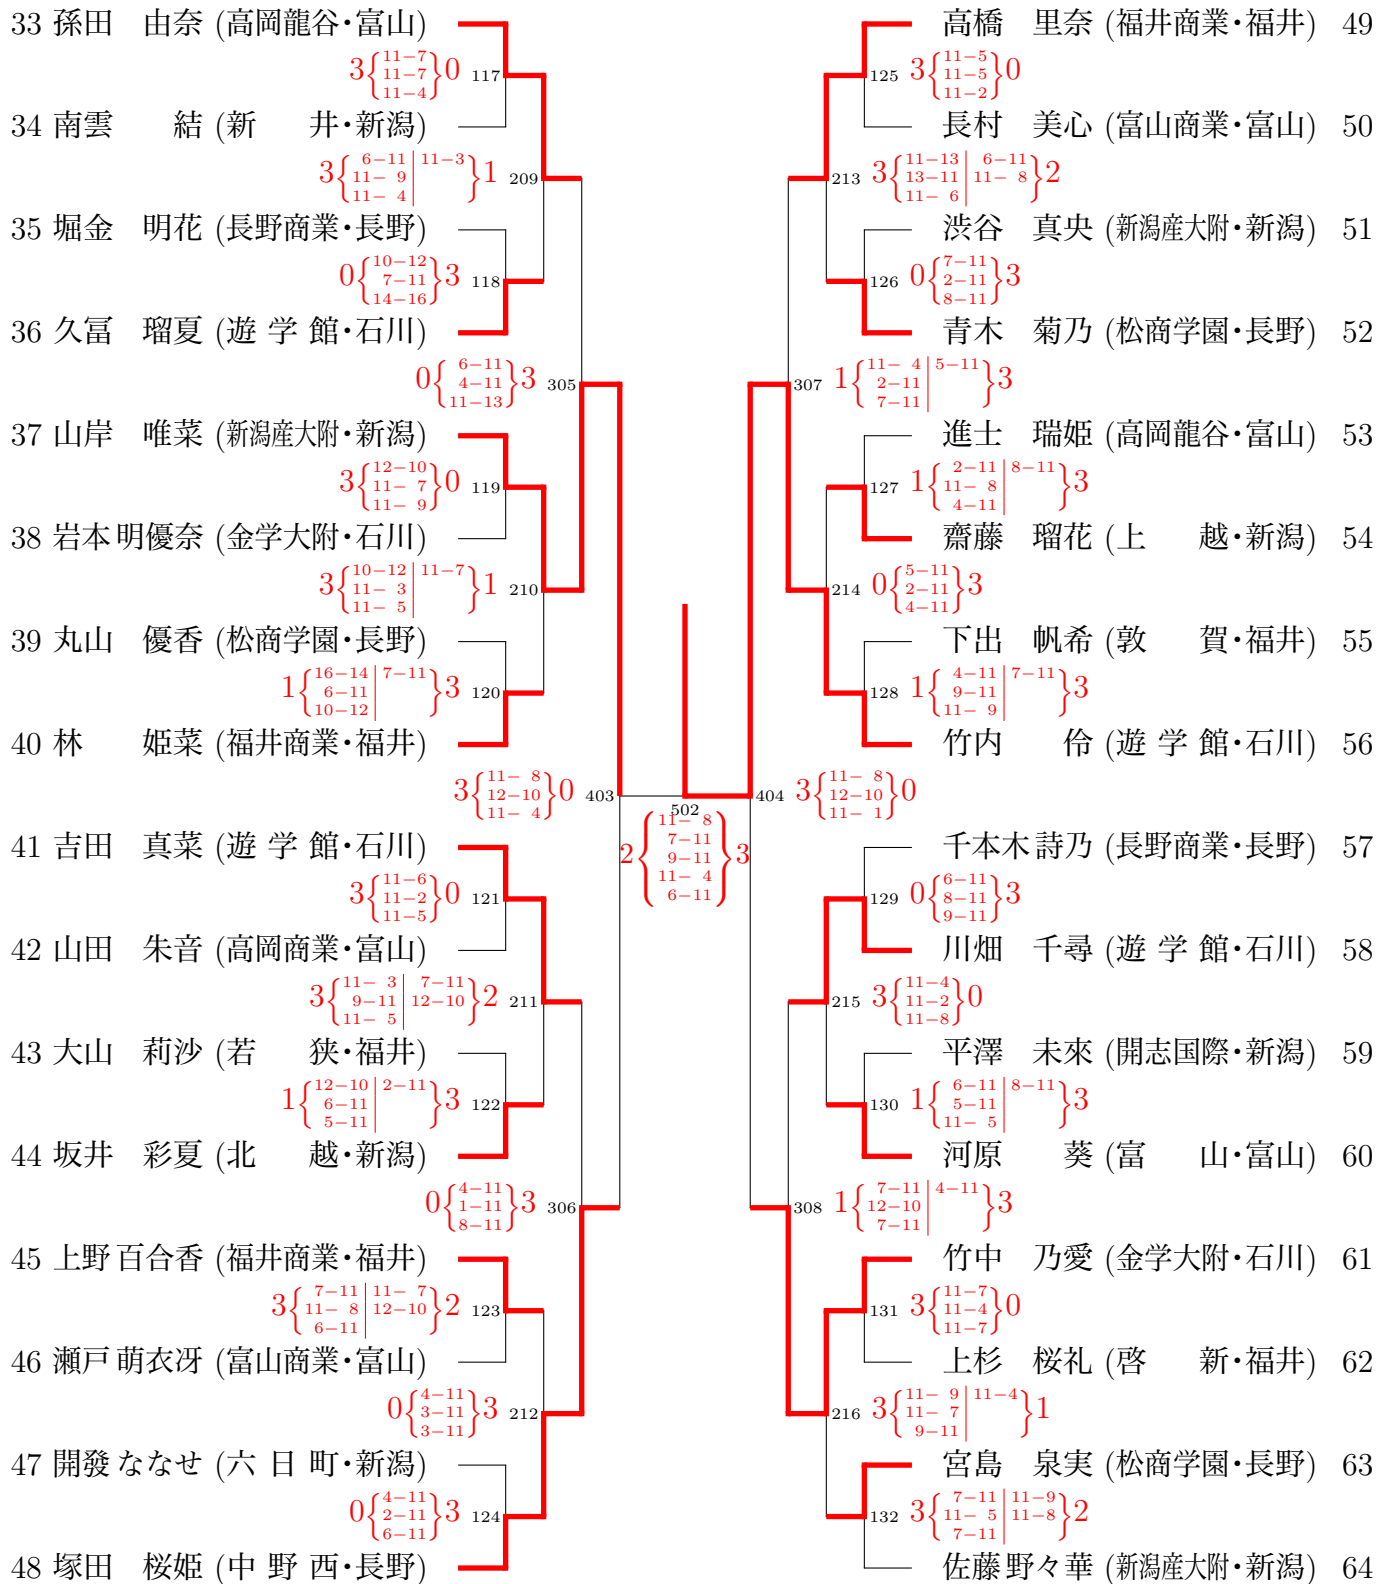 33 孫田 由奈 (高岡龍谷・富山)
3{11-7 11-7 11-4}0 117
34 南雲 結 (新 井・新潟)
3{6-11 11-9 11-4 | 11-3}1 209
35 堀金 明花 (長野商業・長野)
0{10-12 7-11 14-16}3 118
36 久冨 瑠夏 (遊学館・石川)
0{6-11 4-11 11-13}3 305
37 山岸 唯菜 (新潟産大附・新潟)
3{12-10 11-7 11-9}0 119
38 岩本 明優奈 (金学大附・石川)
3{10-12 11-3 11-5 | 11-7}1 210
39 丸山 優香 (松商学園・長野)
1{16-14 6-11 10-12 | 7-11}3 120
40 林 姫菜 (福井商業・福井)
3{11-8 12-10 11-4}0 403
41 吉田 真菜 (遊学館・石川)
3{11-6 11-2 11-5}0 121
42 山田 朱音 (高岡商業・富山)
3{11-3 9-11 11-5 | 7-11 12-10}2 211
43 大山 莉沙 (若 狭・福井)
1{12-10 6-11 5-11 | 2-11}3 122
44 坂井 彩夏 (北 越・新潟)
0{4-11 1-11 8-11}3 306
45 上野 百合香 (福井商業・福井)
3{7-11 11-8 6-11 | 11-7 12-10}2 123
46 瀬戸 萌衣冴 (富山商業・富山)
0{4-11 3-11 3-11}3 212
47 開發 ななせ (六日町・新潟)
0{4-11 2-11 6-11}3 124
48 塚田 桜姫 (中野西・長野)
502
2{11-8 7-11 9-11 11-4 6-11}3
高橋 里奈 (福井商業・福井) 49
125 3{11-5 11-5 11-2}0
長村 美心 (富山商業・富山) 50
213 3{11-13 13-11 11-6 | 6-11 11-8}2
渋谷 真央 (新潟産大附・新潟) 51
126 0{7-11 2-11 8-11}3
青木 菊乃 (松商学園・長野) 52
307 1{11-4 2-11 7-11 | 5-11}3
進士 瑞姫 (高岡龍谷・富山) 53
127 1{2-11 11-8 4-11 | 8-11}3
齋藤 瑠花 (上 越・新潟) 54
214 0{5-11 2-11 4-11}3
下出 帆希 (敦 賀・福井) 55
128 1{4-11 9-11 11-9 | 7-11}3
竹内 伶 (遊学館・石川) 56
404 3{11-8 12-10 11-1}0
千本木 詩乃 (長野商業・長野) 57
129 0{6-11 8-11 9-11}3
川畑 千尋 (遊学館・石川) 58
215 3{11-4 11-2 11-8}0
平澤 未來 (開志国際・新潟) 59
130 1{6-11 5-11 11-5 | 8-11}3
河原 葵 (富 山・富山) 60
308 1{7-11 12-10 7-11 | 4-11}3
竹中 乃愛 (金学大附・石川) 61
131 3{11-7 11-4 11-7}0
上杉 桜礼 (啓 新・福井) 62
216 3{11-9 11-7 9-11 | 11-4}1
宮島 泉実 (松商学園・長野) 63
132 3{7-11 11-5 7-11 | 11-9 11-8}2
佐藤 野々華 (新潟産大附・新潟) 64